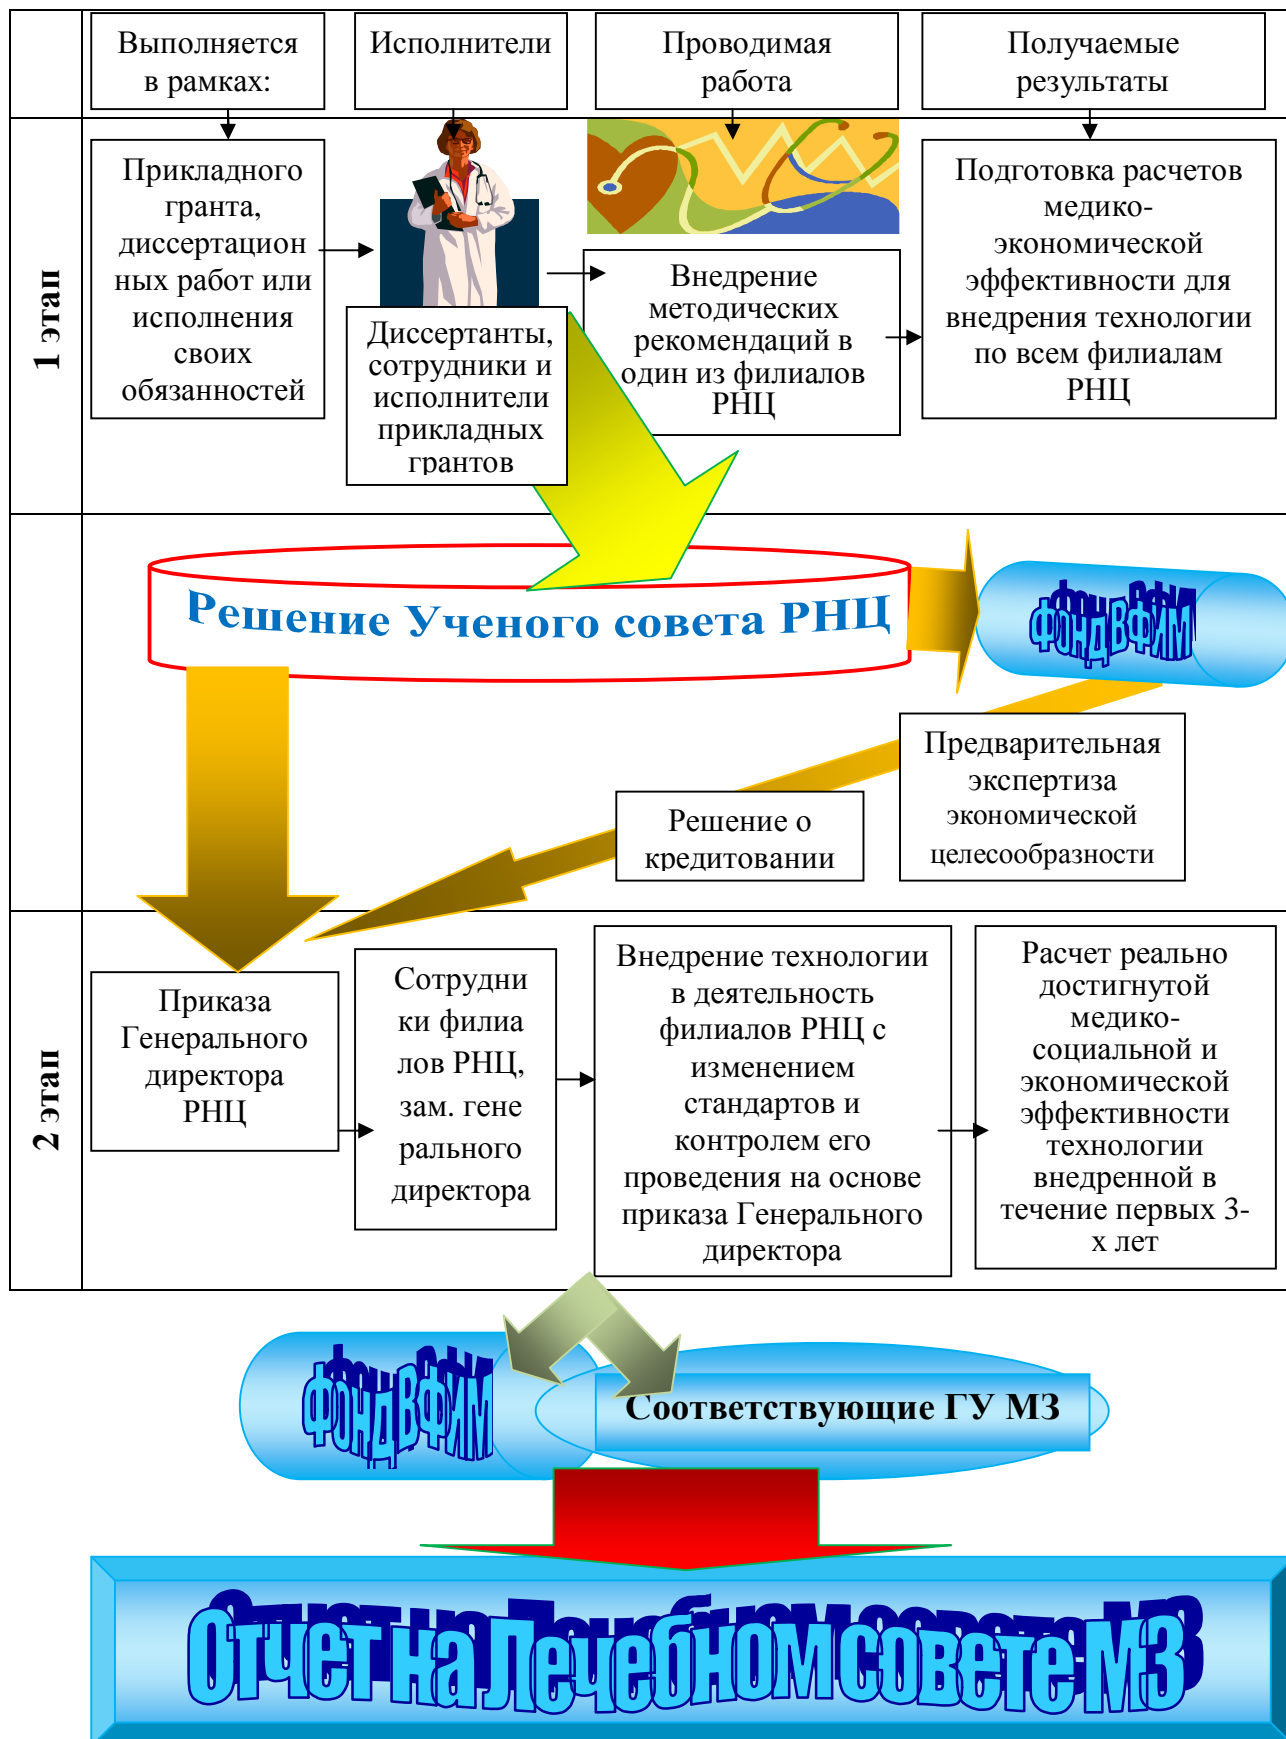 Выполняется
в рамках:
Исполнители
Проводимая
работа
Получаемые
результаты
1 этап
Прикладного
гранта,
диссертацион
ных работ или
исполнения
своих
обязанностей
Диссертанты,
сотрудники и
исполнители
прикладных
грантов
Внедрение
методических
рекомендаций в
один из филиалов
РНЦ
Подготовка расчетов
медико-
экономической
эффективности для
внедрения технологии
по всем филиалам
РНЦ
Решение Ученого совета РНЦ
ФОНД ВФИМ
Предварительная
экспертиза
экономической
целесообразности
Решение о
кредитовании
2 этап
Приказа
Генерального
директора
РНЦ
Сотрудни
ки филиа
лов РНЦ,
зам. гене
рального
директора
Внедрение технологии
в деятельность
филиалов РНЦ с
изменением
стандартов и
контролем его
проведения на основе
приказа Генерального
директора
Расчет реально
достигнутой
медико-
социальной и
экономической
эффективности
технологии
внедренной в
течение первых 3-
х лет
ФОНД ВФИМ
Соответствующие ГУ МЗ
Отчет на Лечебном совете МЗ